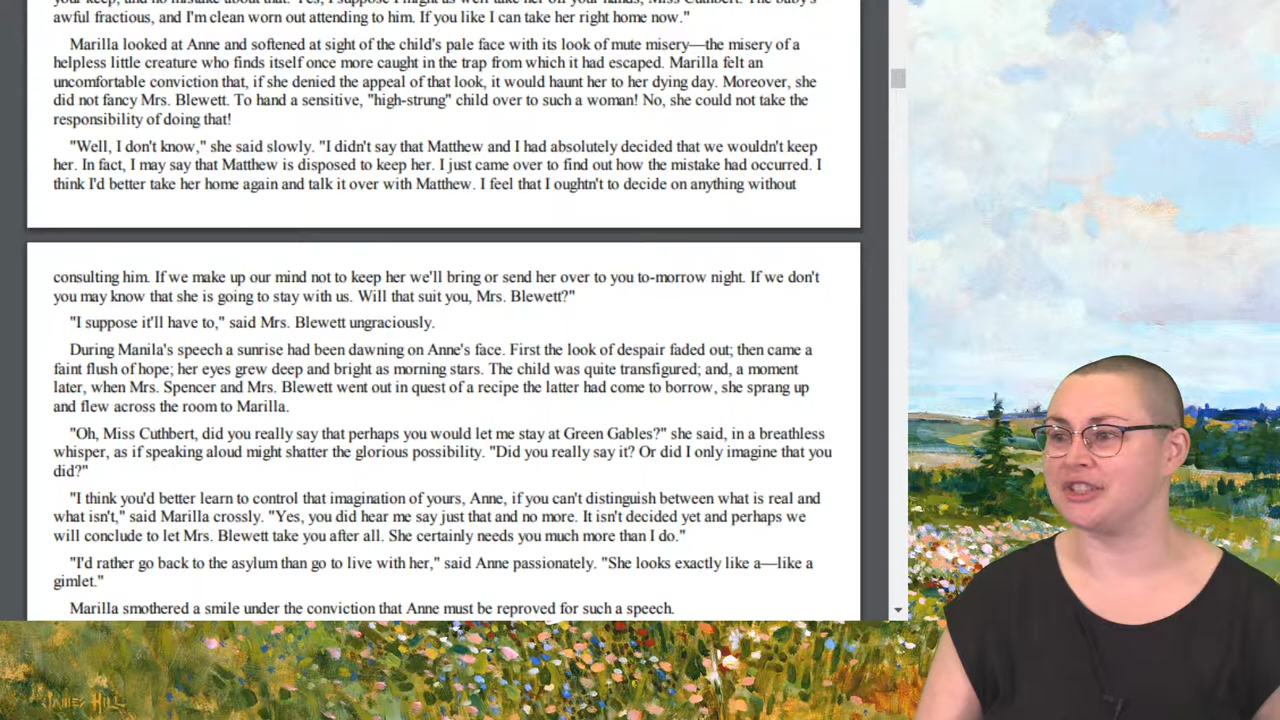 awful fractious, and I'm clean worn out attending to him. If you like I can take her right home now."
Marilla looked at Anne and softened at sight of the child's pale face with its look of mute misery—the misery of a
helpless little creature who finds itself once more caught in the trap from which it had escaped. Marilla felt an
uncomfortable conviction that, if she denied the appeal of that look, it would haunt her to her dying day. Moreover, she
did not fancy Mrs. Blewett. To hand a sensitive, "high-strung" child over to such a woman! No, she could not take the
responsibility of doing that!
"Well, I don't know," she said slowly. "I didn't say that Matthew and I had absolutely decided that we wouldn't keep
her. In fact, I may say that Matthew is disposed to keep her. I just came over to find out how the mistake had occurred. I
think I'd better take her home again and talk it over with Matthew. I feel that I oughtn't to decide on anything without
consulting him. If we make up our mind not to keep her we'll bring or send her over to you to-morrow night. If we don't
you may know that she is going to stay with us. Will that suit you, Mrs. Blewett?"
"I suppose it'll have to," said Mrs. Blewett ungraciously.
During Manila's speech a sunrise had been dawning on Anne's face. First the look of despair faded out; then came a
faint flush of hope; her eyes grew deep and bright as morning stars. The child was quite transfigured; and, a moment
later, when Mrs. Spencer and Mrs. Blewett went out in quest of a recipe the latter had come to borrow, she sprang up
and flew across the room to Marilla.
"Oh, Miss Cuthbert, did you really say that perhaps you would let me stay at Green Gables?" she said, in a breathless
whisper, as if speaking aloud might shatter the glorious possibility. "Did you really say it? Or did I only imagine that you
did?"
"I think you'd better learn to control that imagination of yours, Anne, if you can't distinguish between what is real and
what isn't," said Marilla crossly. "Yes, you did hear me say just that and no more. It isn't decided yet and perhaps we
will conclude to let Mrs. Blewett take you after all. She certainly needs you much more than I do."
"I'd rather go back to the asylum than go to live with her," said Anne passionately. "She looks exactly like a—like a
gimlet."
Marilla smothered a smile under the conviction that Anne must be reproved for such a speech.
JAMES HILL